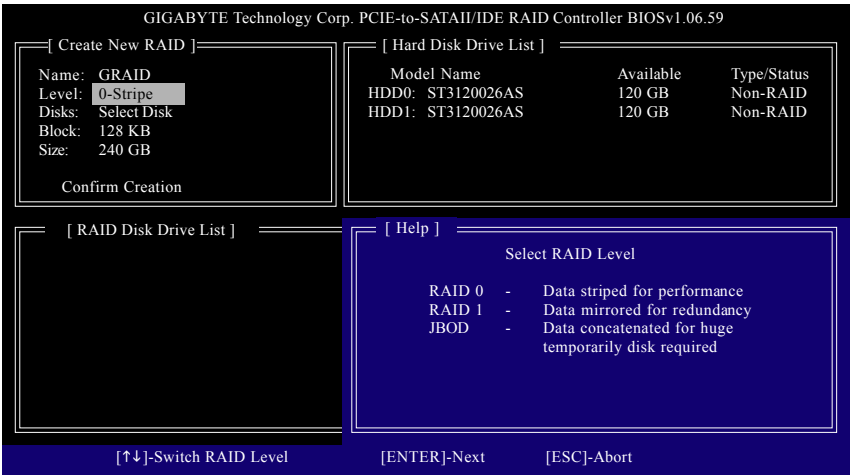 GIGABYTE Technology Corp. PCIE-to-SATAII/IDE RAID Controller BIOSv1.06.59
[ Create New RAID ]
Name: GRAID
Level: 0-Stripe
Disks: Select Disk
Block: 128 KB
Size: 240 GB
Confirm Creation
[ Hard Disk Drive List ]
Model Name Available Type/Status
HDD0: ST3120026AS 120 GB Non-RAID
HDD1: ST3120026AS 120 GB Non-RAID
[ RAID Disk Drive List ]
[ Help ]
Select RAID Level
RAID 0 - Data striped for performance
RAID 1 - Data mirrored for redundancy
JBOD - Data concatenated for huge
temporarily disk required
[↑↓]-Switch RAID Level [ENTER]-Next [ESC]-Abort